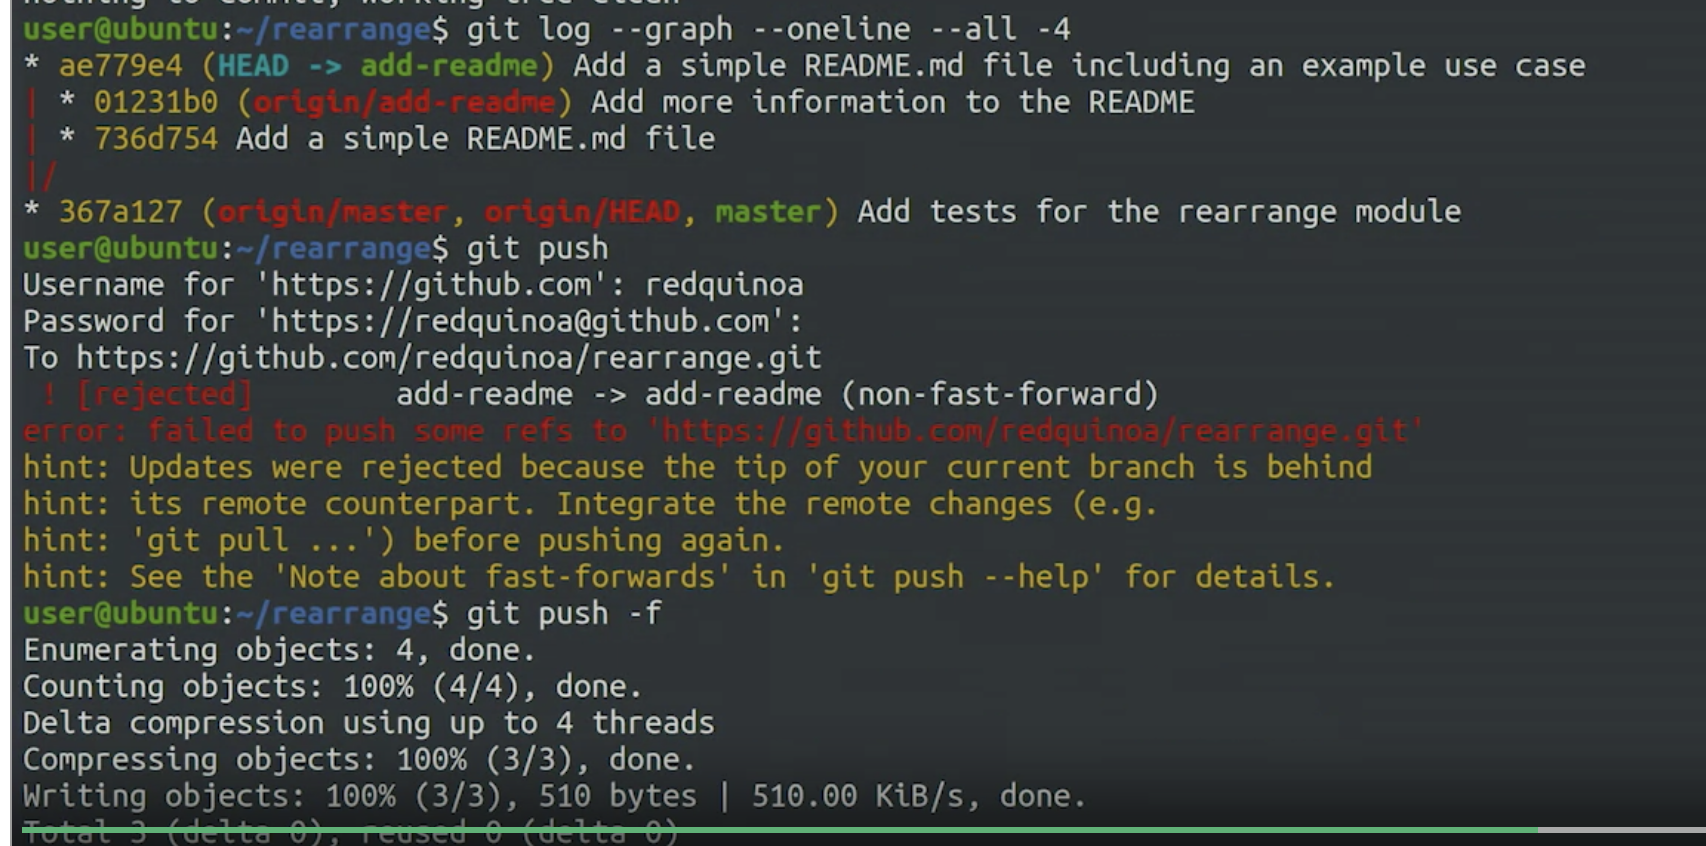 nothing to commit, working tree clean
user@ubuntu:~/rearrange$ git log --graph --oneline --all -4
* ae779e4 (HEAD -> add-readme) Add a simple README.md file including an example use case
| * 01231b0 (origin/add-readme) Add more information to the README
| * 736d754 Add a simple README.md file
|/
* 367a127 (origin/master, origin/HEAD, master) Add tests for the rearrange module
user@ubuntu:~/rearrange$ git push
Username for 'https://github.com': redquinoa
Password for 'https://redquinoa@github.com':
To https://github.com/redquinoa/rearrange.git
 ! [rejected]        add-readme -> add-readme (non-fast-forward)
error: failed to push some refs to 'https://github.com/redquinoa/rearrange.git'
hint: Updates were rejected because the tip of your current branch is behind
hint: its remote counterpart. Integrate the remote changes (e.g.
hint: 'git pull ...') before pushing again.
hint: See the 'Note about fast-forwards' in 'git push --help' for details.
user@ubuntu:~/rearrange$ git push -f
Enumerating objects: 4, done.
Counting objects: 100% (4/4), done.
Delta compression using up to 4 threads
Compressing objects: 100% (3/3), done.
Writing objects: 100% (3/3), 510 bytes | 510.00 KiB/s, done.
Total 3 (delta 0), reused 0 (delta 0)